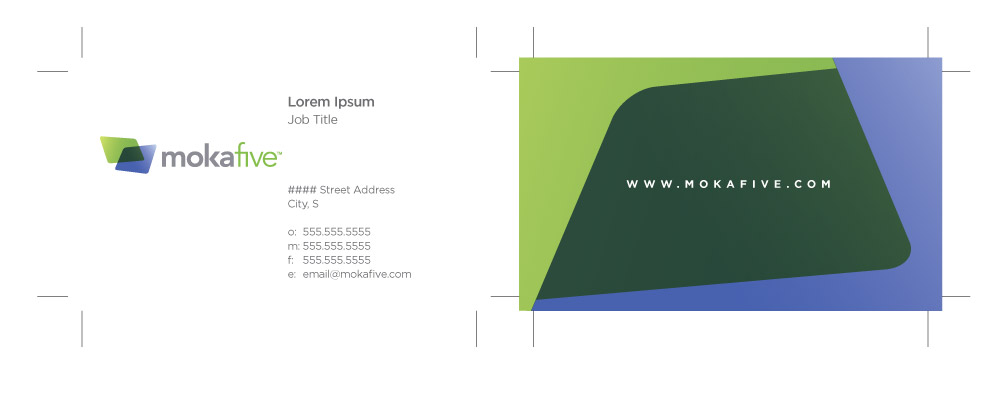 Lorem Ipsum
Job Title
mokafive™
#### Street Address
City, S
o: 555.555.5555
m: 555.555.5555
f: 555.555.5555
e: email@mokafive.com
WWW.MOKAFIVE.COM